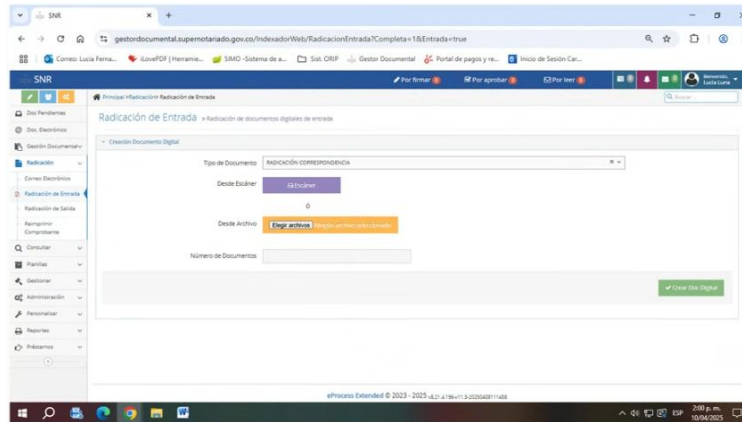 SNR
gestordocumental.supernotariado.gov.co/IndexadorWeb/RadicacionEntrada?Completa=1&Entrada=true
Correo: Lucia Ferna...
iLovePDF | Herramie...
SIMO -Sistema de a...
Sist. ORIP
Gestor Documental
Portal de pagos y re...
Inicio de Sesión Car...
SNR
Por firmar
Por aprobar
Por leer
Bienvenido,
Lucia Luna
Principal
Radicación
Radicación de Entrada
Buscar
Doc Pendientes
Doc. Electrónico
Gestión Documental
Radicación
Correo Electrónico
Radicación de Entrada
Radicación de Salida
Reimprimir
Comprobante
Consultar
Planillas
Gestionar
Administración
Personalizar
Reportes
Préstamos
Radicación de Entrada » Radicación de documentos digitales de entrada
Creación Documento Digital
Tipo de Documento RADICACIÓN CORRESPONDENCIA
Desde Escáner Escáner
ó
Desde Archivo Elegir archivos Ningún archivo seleccionado
Número de Documentos
Crear Doc Digital
eProcess Extended © 2023 - 2025
ESP
2:00 p. m.
10/04/2025